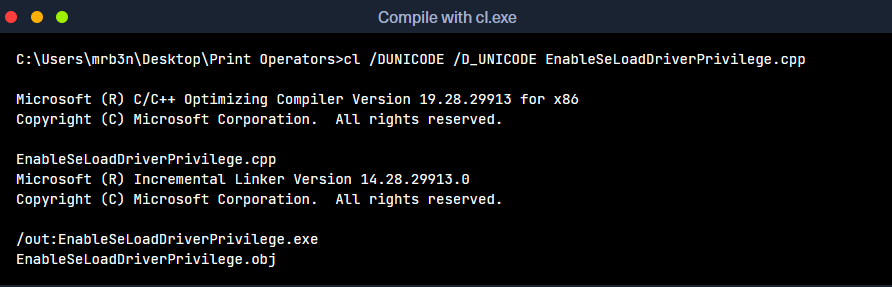 Compile with cl.exe
C:\Users\mrb3n\Desktop\Print Operators>cl /DUNICODE /D_UNICODE EnableSeLoadDriverPrivilege.cpp
Microsoft (R) C/C++ Optimizing Compiler Version 19.28.29913 for x86
Copyright (C) Microsoft Corporation.  All rights reserved.
EnableSeLoadDriverPrivilege.cpp
Microsoft (R) Incremental Linker Version 14.28.29913.0
Copyright (C) Microsoft Corporation.  All rights reserved.
/out:EnableSeLoadDriverPrivilege.exe
EnableSeLoadDriverPrivilege.obj